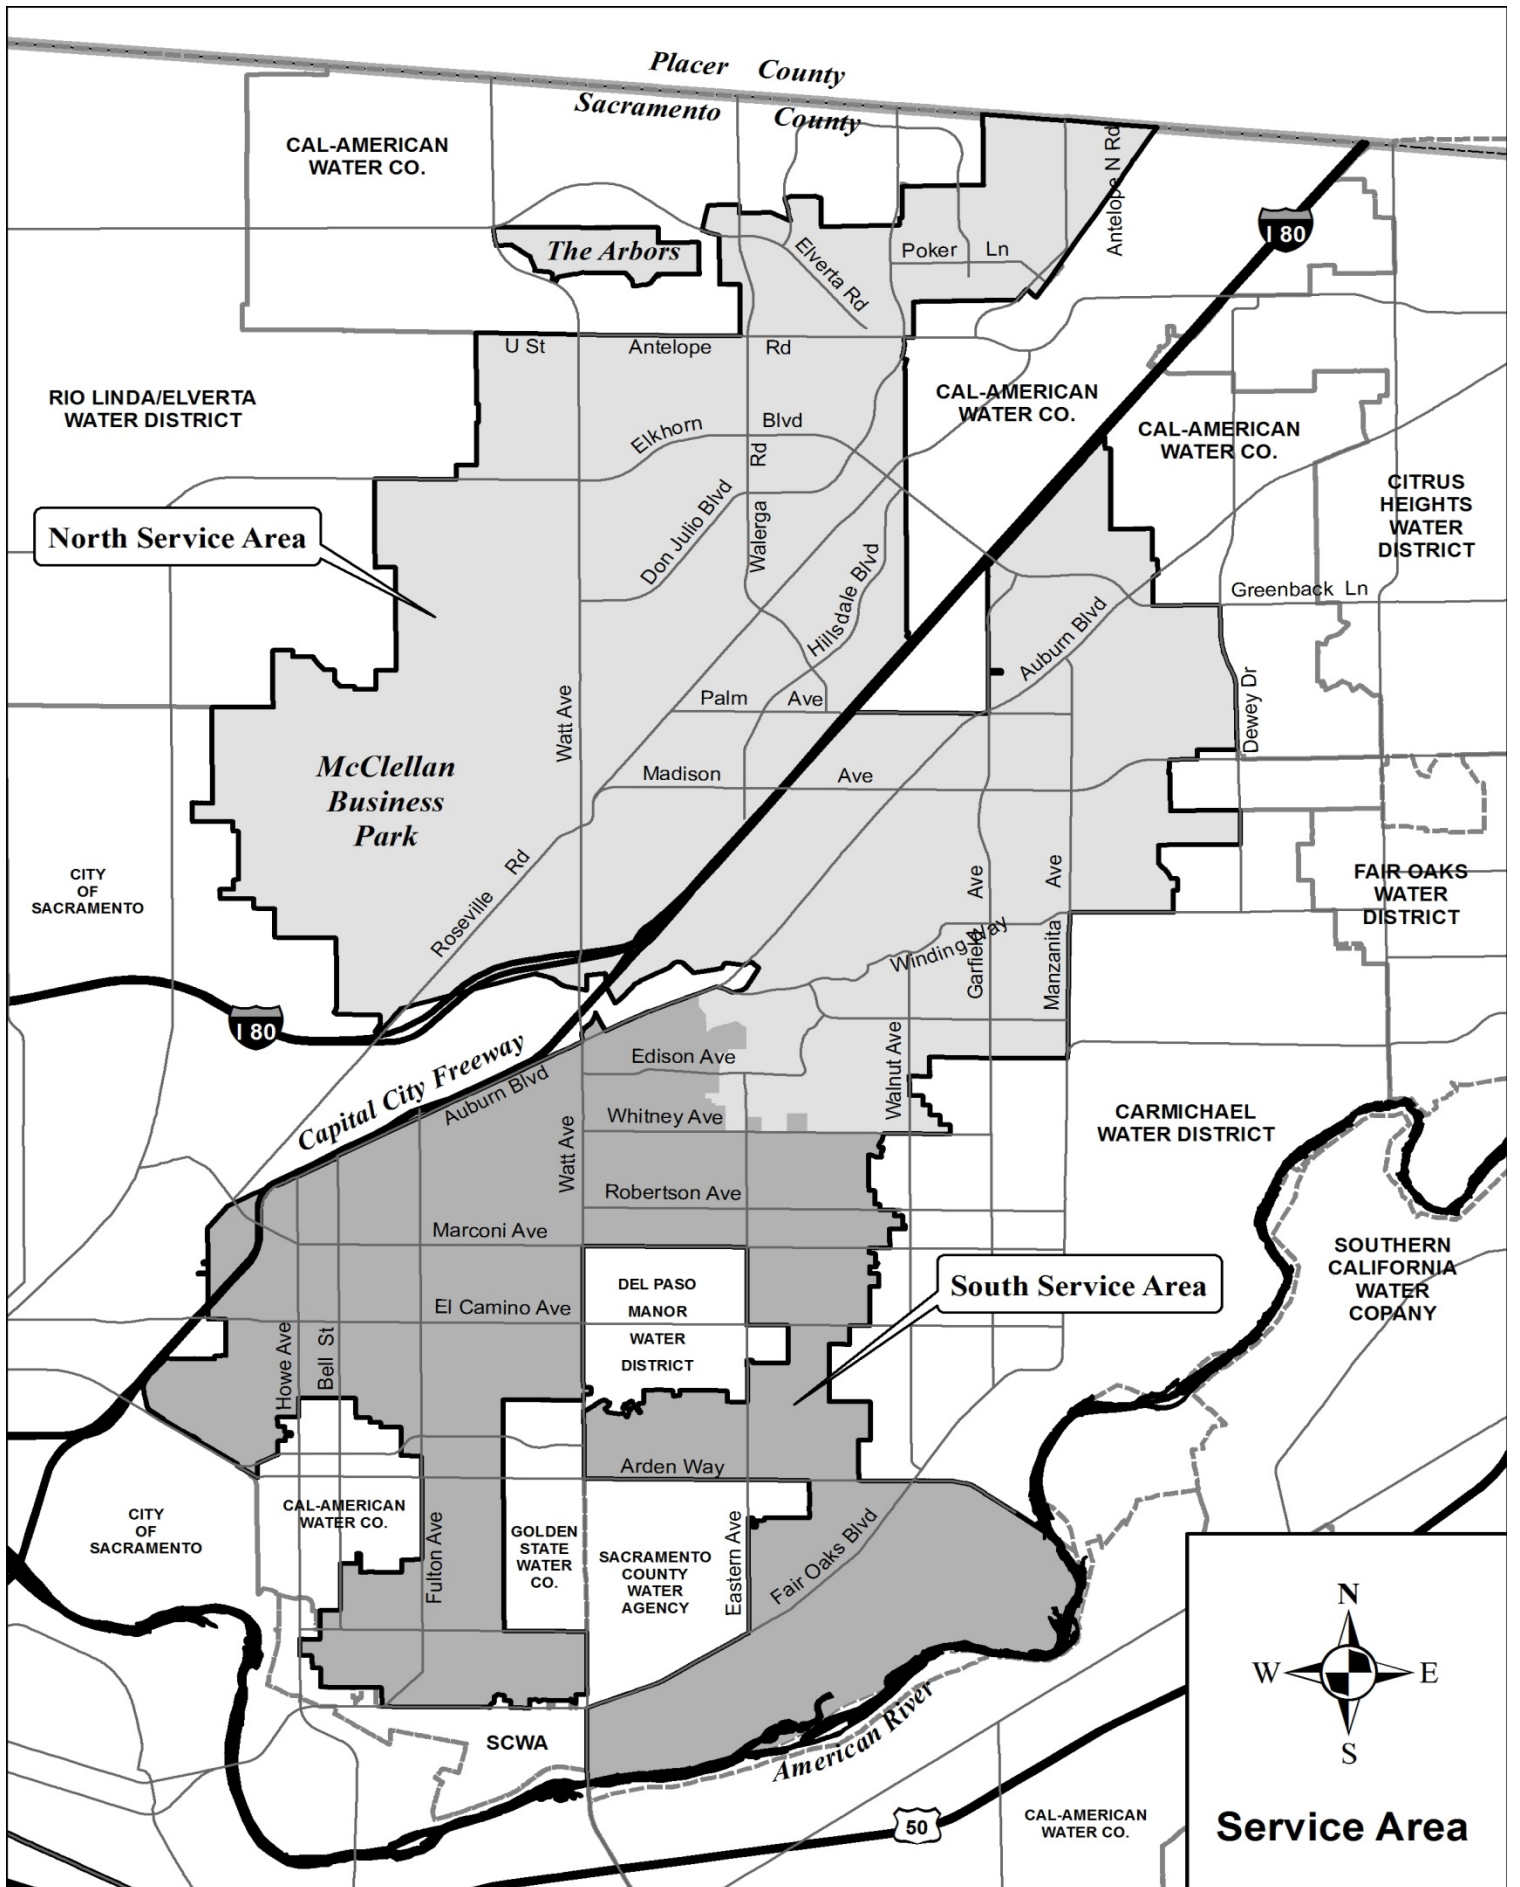 Placer County
Sacramento County
CAL-AMERICAN
WATER CO.
Antelope N Rd
I 80
The Arbors
Elverta Rd
Poker Ln
U St
Antelope Rd
RIO LINDA/ELVERTA
WATER DISTRICT
CAL-AMERICAN
WATER CO.
Elkhorn Blvd
CAL-AMERICAN
WATER CO.
CITRUS
HEIGHTS
WATER
DISTRICT
North Service Area
Don Julio Blvd
Walerga Rd
Hillsdale Blvd
Greenback Ln
Auburn Blvd
Palm Ave
Watt Ave
Dewey Dr
McClellan
Business
Park
Madison Ave
Roseville Rd
CITY
OF
SACRAMENTO
Garfield Ave
Manzanita Ave
FAIR OAKS
WATER
DISTRICT
Winding Way
I 80
Capital City Freeway
Auburn Blvd
Edison Ave
Walnut Ave
Whitney Ave
CARMICHAEL
WATER DISTRICT
Watt Ave
Robertson Ave
Marconi Ave
SOUTHERN
CALIFORNIA
WATER
COPANY
South Service Area
DEL PASO
MANOR
WATER
DISTRICT
El Camino Ave
Howe Ave
Bell St
Arden Way
CITY
OF
SACRAMENTO
CAL-AMERICAN
WATER CO.
Fulton Ave
GOLDEN
STATE
WATER
CO.
SACRAMENTO
COUNTY
WATER
AGENCY
Eastern Ave
Fair Oaks Blvd
N
W E
S
American River
SCWA
50
CAL-AMERICAN
WATER CO.
Service Area